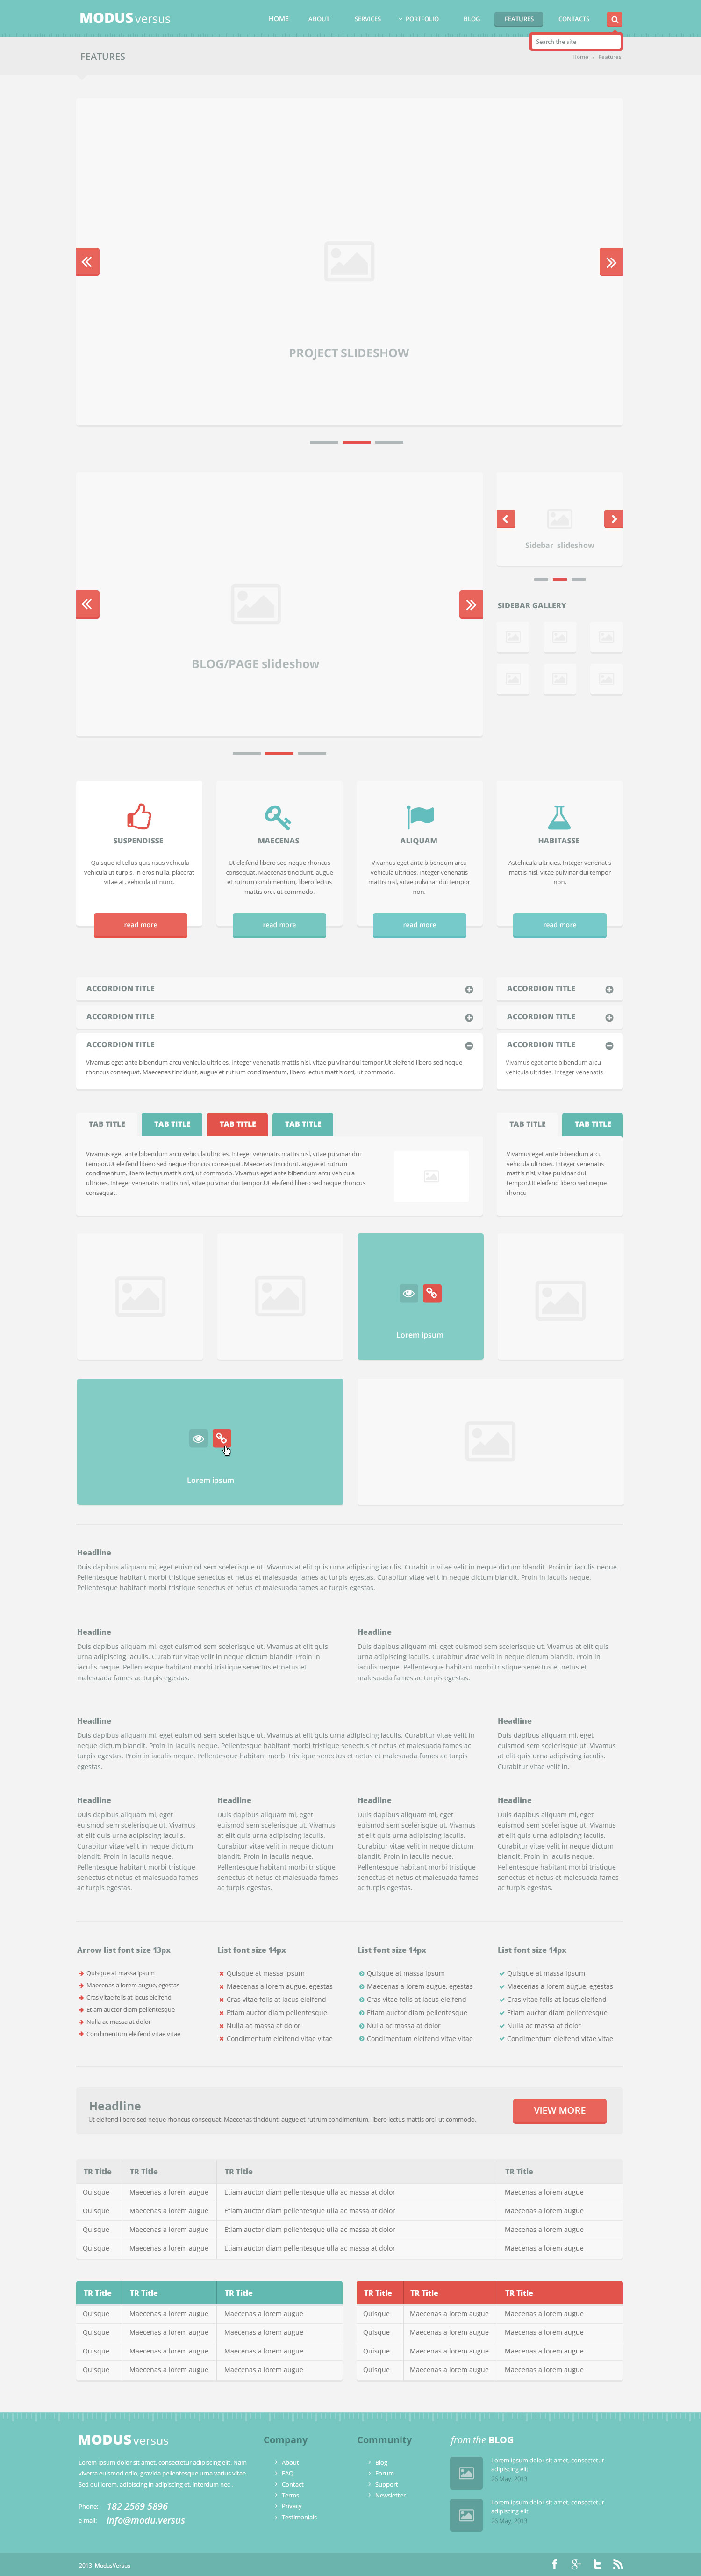 MODUS versus
HOME ABOUT SERVICES PORTFOLIO BLOG FEATURES CONTACTS
Search the site
FEATURES
Home / Features
PROJECT SLIDESHOW
BLOG/PAGE slideshow
Sidebar slideshow
SIDEBAR GALLERY
SUSPENDISSE
Quisque id tellus quis risus vehicula
vehicula ut turpis. In eros nulla, placerat
vitae at, vehicula ut nunc.
read more
MAECENAS
Ut eleifend libero sed neque rhoncus
consequat. Maecenas tincidunt, augue
et rutrum condimentum, libero lectus
mattis orci, ut commodo.
read more
ALIQUAM
Vivamus eget ante bibendum arcu
vehicula ultricies. Integer venenatis
mattis nisl, vitae pulvinar dui tempor
non.
read more
HABITASSE
Astehicula ultricies. Integer venenatis
mattis nisl, vitae pulvinar dui tempor
non.
read more
ACCORDION TITLE
ACCORDION TITLE
ACCORDION TITLE
Vivamus eget ante bibendum arcu vehicula ultricies. Integer venenatis mattis nisl, vitae pulvinar dui tempor.Ut eleifend libero sed neque
rhoncus consequat. Maecenas tincidunt, augue et rutrum condimentum, libero lectus mattis orci, ut commodo.
ACCORDION TITLE
ACCORDION TITLE
ACCORDION TITLE
Vivamus eget ante bibendum arcu
vehicula ultricies. Integer venenatis
TAB TITLE TAB TITLE TAB TITLE TAB TITLE
Vivamus eget ante bibendum arcu vehicula ultricies. Integer venenatis mattis nisl, vitae pulvinar dui
tempor.Ut eleifend libero sed neque rhoncus consequat. Maecenas tincidunt, augue et rutrum
condimentum, libero lectus mattis orci, ut commodo. Vivamus eget ante bibendum arcu vehicula
ultricies. Integer venenatis mattis nisl, vitae pulvinar dui tempor.Ut eleifend libero sed neque rhoncus
consequat.
TAB TITLE TAB TITLE
Vivamus eget ante bibendum arcu
vehicula ultricies. Integer venenatis
mattis nisl, vitae pulvinar dui
tempor.Ut eleifend libero sed neque
rhoncu
Lorem ipsum
Lorem ipsum
Headline
Duis dapibus aliquam mi, eget euismod sem scelerisque ut. Vivamus at elit quis urna adipiscing iaculis. Curabitur vitae velit in neque dictum blandit. Proin in iaculis neque.
Pellentesque habitant morbi tristique senectus et netus et malesuada fames ac turpis egestas. Curabitur vitae velit in neque dictum blandit. Proin in iaculis neque.
Pellentesque habitant morbi tristique senectus et netus et malesuada fames ac turpis egestas.
Headline
Duis dapibus aliquam mi, eget euismod sem scelerisque ut. Vivamus at elit quis
urna adipiscing iaculis. Curabitur vitae velit in neque dictum blandit. Proin in
iaculis neque. Pellentesque habitant morbi tristique senectus et netus et
malesuada fames ac turpis egestas.
Headline
Duis dapibus aliquam mi, eget euismod sem scelerisque ut. Vivamus at elit quis
urna adipiscing iaculis. Curabitur vitae velit in neque dictum blandit. Proin in
iaculis neque. Pellentesque habitant morbi tristique senectus et netus et
malesuada fames ac turpis egestas.
Headline
Duis dapibus aliquam mi, eget euismod sem scelerisque ut. Vivamus at elit quis urna adipiscing iaculis. Curabitur vitae velit in
neque dictum blandit. Proin in iaculis neque. Pellentesque habitant morbi tristique senectus et netus et malesuada fames ac
turpis egestas. Proin in iaculis neque. Pellentesque habitant morbi tristique senectus et netus et malesuada fames ac turpis
egestas.
Headline
Duis dapibus aliquam mi, eget
euismod sem scelerisque ut. Vivamus
at elit quis urna adipiscing iaculis.
Curabitur vitae velit in.
Headline
Duis dapibus aliquam mi, eget
euismod sem scelerisque ut. Vivamus
at elit quis urna adipiscing iaculis.
Curabitur vitae velit in neque dictum
blandit. Proin in iaculis neque.
Pellentesque habitant morbi tristique
senectus et netus et malesuada fames
ac turpis egestas.
Headline
Duis dapibus aliquam mi, eget
euismod sem scelerisque ut. Vivamus
at elit quis urna adipiscing iaculis.
Curabitur vitae velit in neque dictum
blandit. Proin in iaculis neque.
Pellentesque habitant morbi tristique
senectus et netus et malesuada fames
ac turpis egestas.
Headline
Duis dapibus aliquam mi, eget
euismod sem scelerisque ut. Vivamus
at elit quis urna adipiscing iaculis.
Curabitur vitae velit in neque dictum
blandit. Proin in iaculis neque.
Pellentesque habitant morbi tristique
senectus et netus et malesuada fames
ac turpis egestas.
Headline
Duis dapibus aliquam mi, eget
euismod sem scelerisque ut. Vivamus
at elit quis urna adipiscing iaculis.
Curabitur vitae velit in neque dictum
blandit. Proin in iaculis neque.
Pellentesque habitant morbi tristique
senectus et netus et malesuada fames
ac turpis egestas.
Arrow list font size 13px
Quisque at massa ipsum
Maecenas a lorem augue, egestas
Cras vitae felis at lacus eleifend
Etiam auctor diam pellentesque
Nulla ac massa at dolor
Condimentum eleifend vitae vitae
List font size 14px
Quisque at massa ipsum
Maecenas a lorem augue, egestas
Cras vitae felis at lacus eleifend
Etiam auctor diam pellentesque
Nulla ac massa at dolor
Condimentum eleifend vitae vitae
List font size 14px
Quisque at massa ipsum
Maecenas a lorem augue, egestas
Cras vitae felis at lacus eleifend
Etiam auctor diam pellentesque
Nulla ac massa at dolor
Condimentum eleifend vitae vitae
List font size 14px
Quisque at massa ipsum
Maecenas a lorem augue, egestas
Cras vitae felis at lacus eleifend
Etiam auctor diam pellentesque
Nulla ac massa at dolor
Condimentum eleifend vitae vitae
Headline
Ut eleifend libero sed neque rhoncus consequat. Maecenas tincidunt, augue et rutrum condimentum, libero lectus mattis orci, ut commodo.
VIEW MORE
TR Title TR Title TR Title TR Title
Quisque Maecenas a lorem augue Etiam auctor diam pellentesque ulla ac massa at dolor Maecenas a lorem augue
Quisque Maecenas a lorem augue Etiam auctor diam pellentesque ulla ac massa at dolor Maecenas a lorem augue
Quisque Maecenas a lorem augue Etiam auctor diam pellentesque ulla ac massa at dolor Maecenas a lorem augue
Quisque Maecenas a lorem augue Etiam auctor diam pellentesque ulla ac massa at dolor Maecenas a lorem augue
TR Title TR Title TR Title
Quisque Maecenas a lorem augue Maecenas a lorem augue
Quisque Maecenas a lorem augue Maecenas a lorem augue
Quisque Maecenas a lorem augue Maecenas a lorem augue
Quisque Maecenas a lorem augue Maecenas a lorem augue
TR Title TR Title TR Title
Quisque Maecenas a lorem augue Maecenas a lorem augue
Quisque Maecenas a lorem augue Maecenas a lorem augue
Quisque Maecenas a lorem augue Maecenas a lorem augue
Quisque Maecenas a lorem augue Maecenas a lorem augue
MODUS versus
Lorem ipsum dolor sit amet, consectetur adipiscing elit. Nam
viverra euismod odio, gravida pellentesque urna varius vitae.
Sed dui lorem, adipiscing in adipiscing et, interdum nec .
Phone: 182 2569 5896
e-mail: info@modu.versus
Company
About
FAQ
Contact
Terms
Privacy
Testimonials
Community
Blog
Forum
Support
Newsletter
from the BLOG
Lorem ipsum dolor sit amet, consectetur
adipiscing elit
26 May, 2013
Lorem ipsum dolor sit amet, consectetur
adipiscing elit
26 May, 2013
2013 ModusVersus